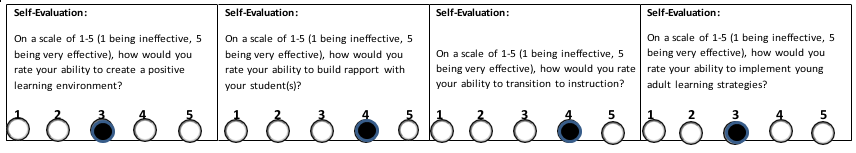 Self-Evaluation:
On a scale of 1-5 (1 being ineffective, 5
being very effective), how would you
rate your ability to create a positive
learning environment?
1 2 3 4 5
Self-Evaluation:
On a scale of 1-5 (1 being ineffective, 5
being very effective), how would you
rate your ability to build rapport with
your student(s)?
1 2 3 4 5
Self-Evaluation:
On a scale of 1-5 (1 being ineffective, 5
being very effective), how would you rate
your ability to transition to instruction?
1 2 3 4 5
Self-Evaluation:
On a scale of 1-5 (1 being ineffective, 5
being very effective), how would you
rate your ability to implement young
adult learning strategies?
1 2 3 4 5